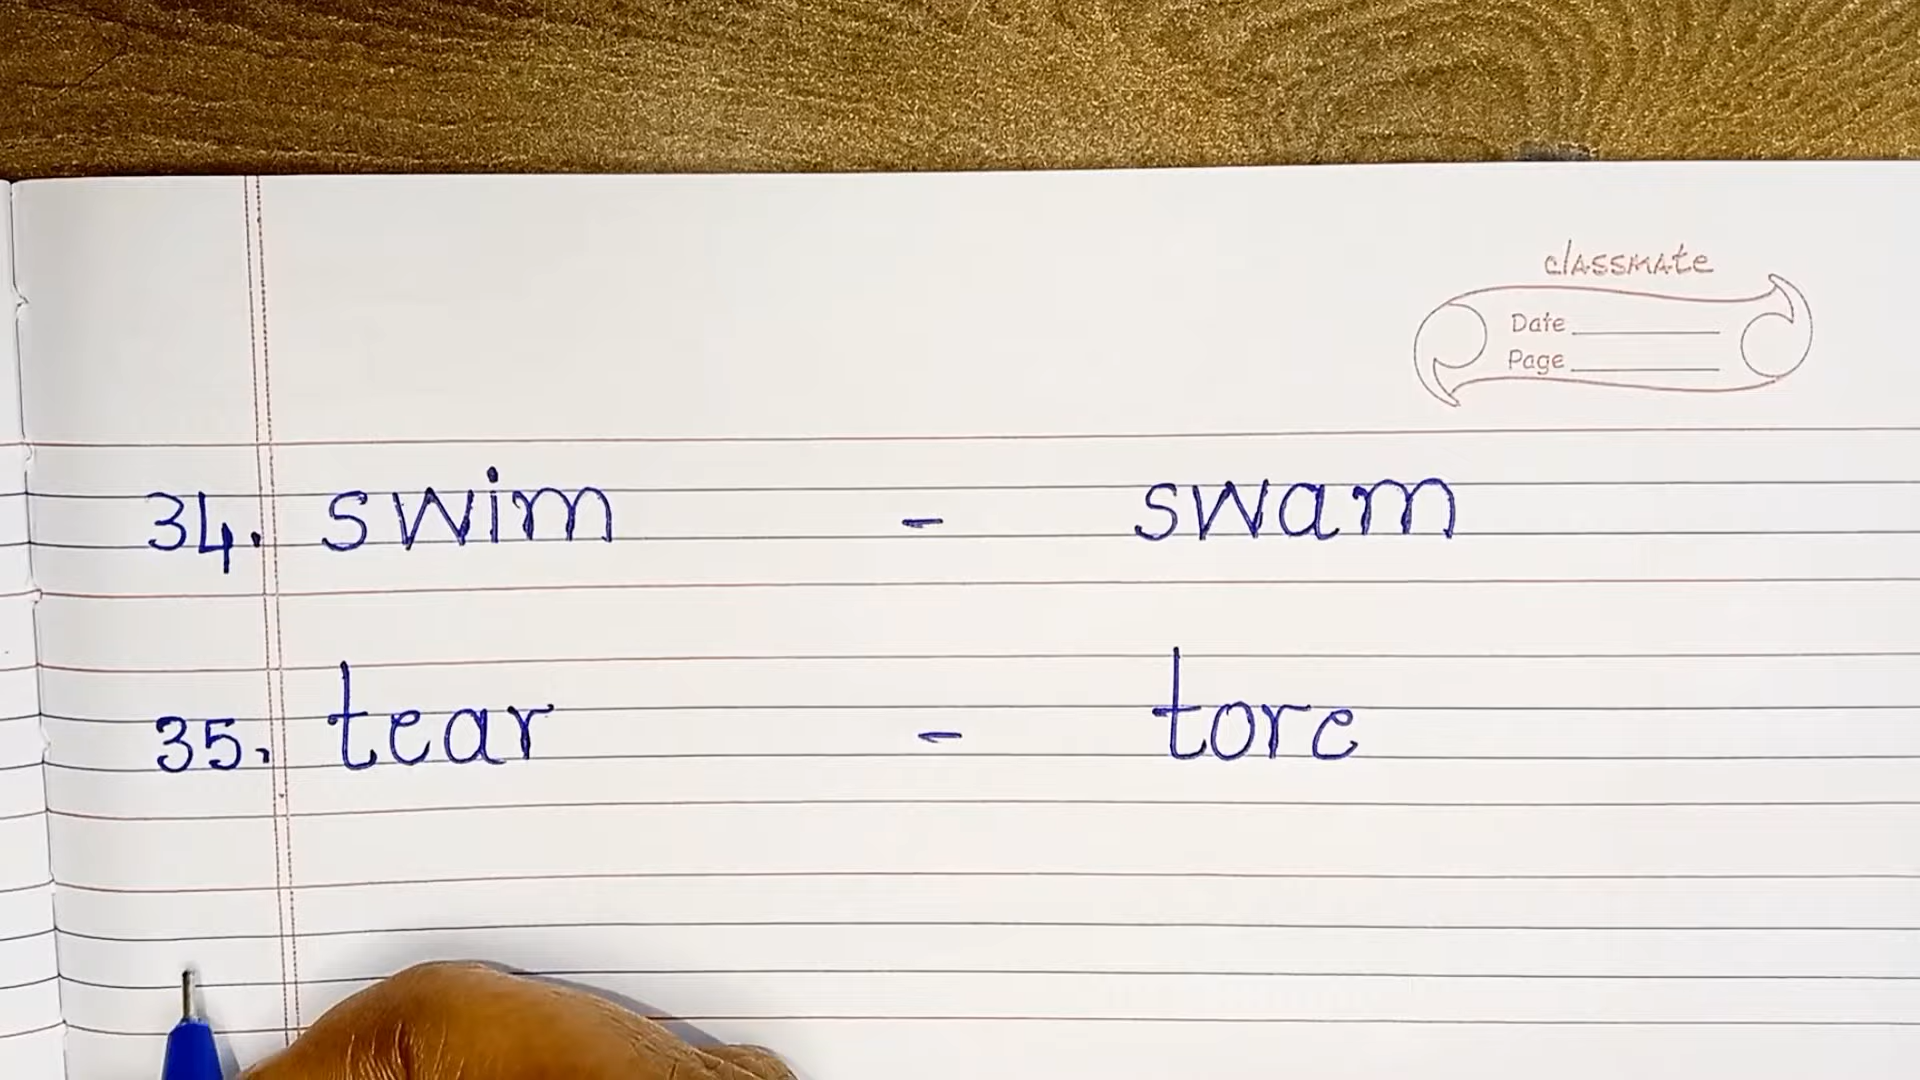 classmate
Date
Page
34. swim - swam
35. tear - tore